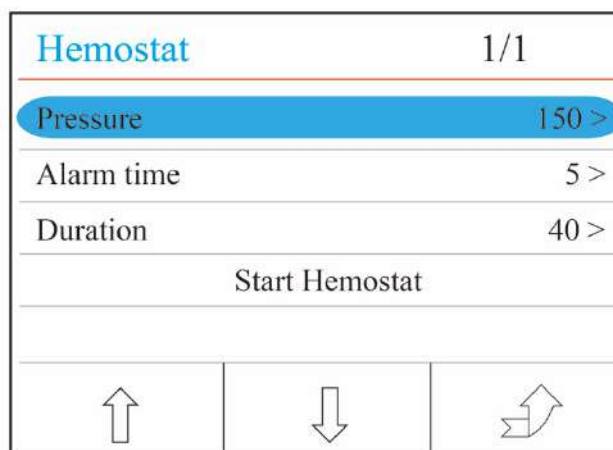 Hemostat 1/1
Pressure 150 >
Alarm time 5 >
Duration 40 >
Start Hemostat